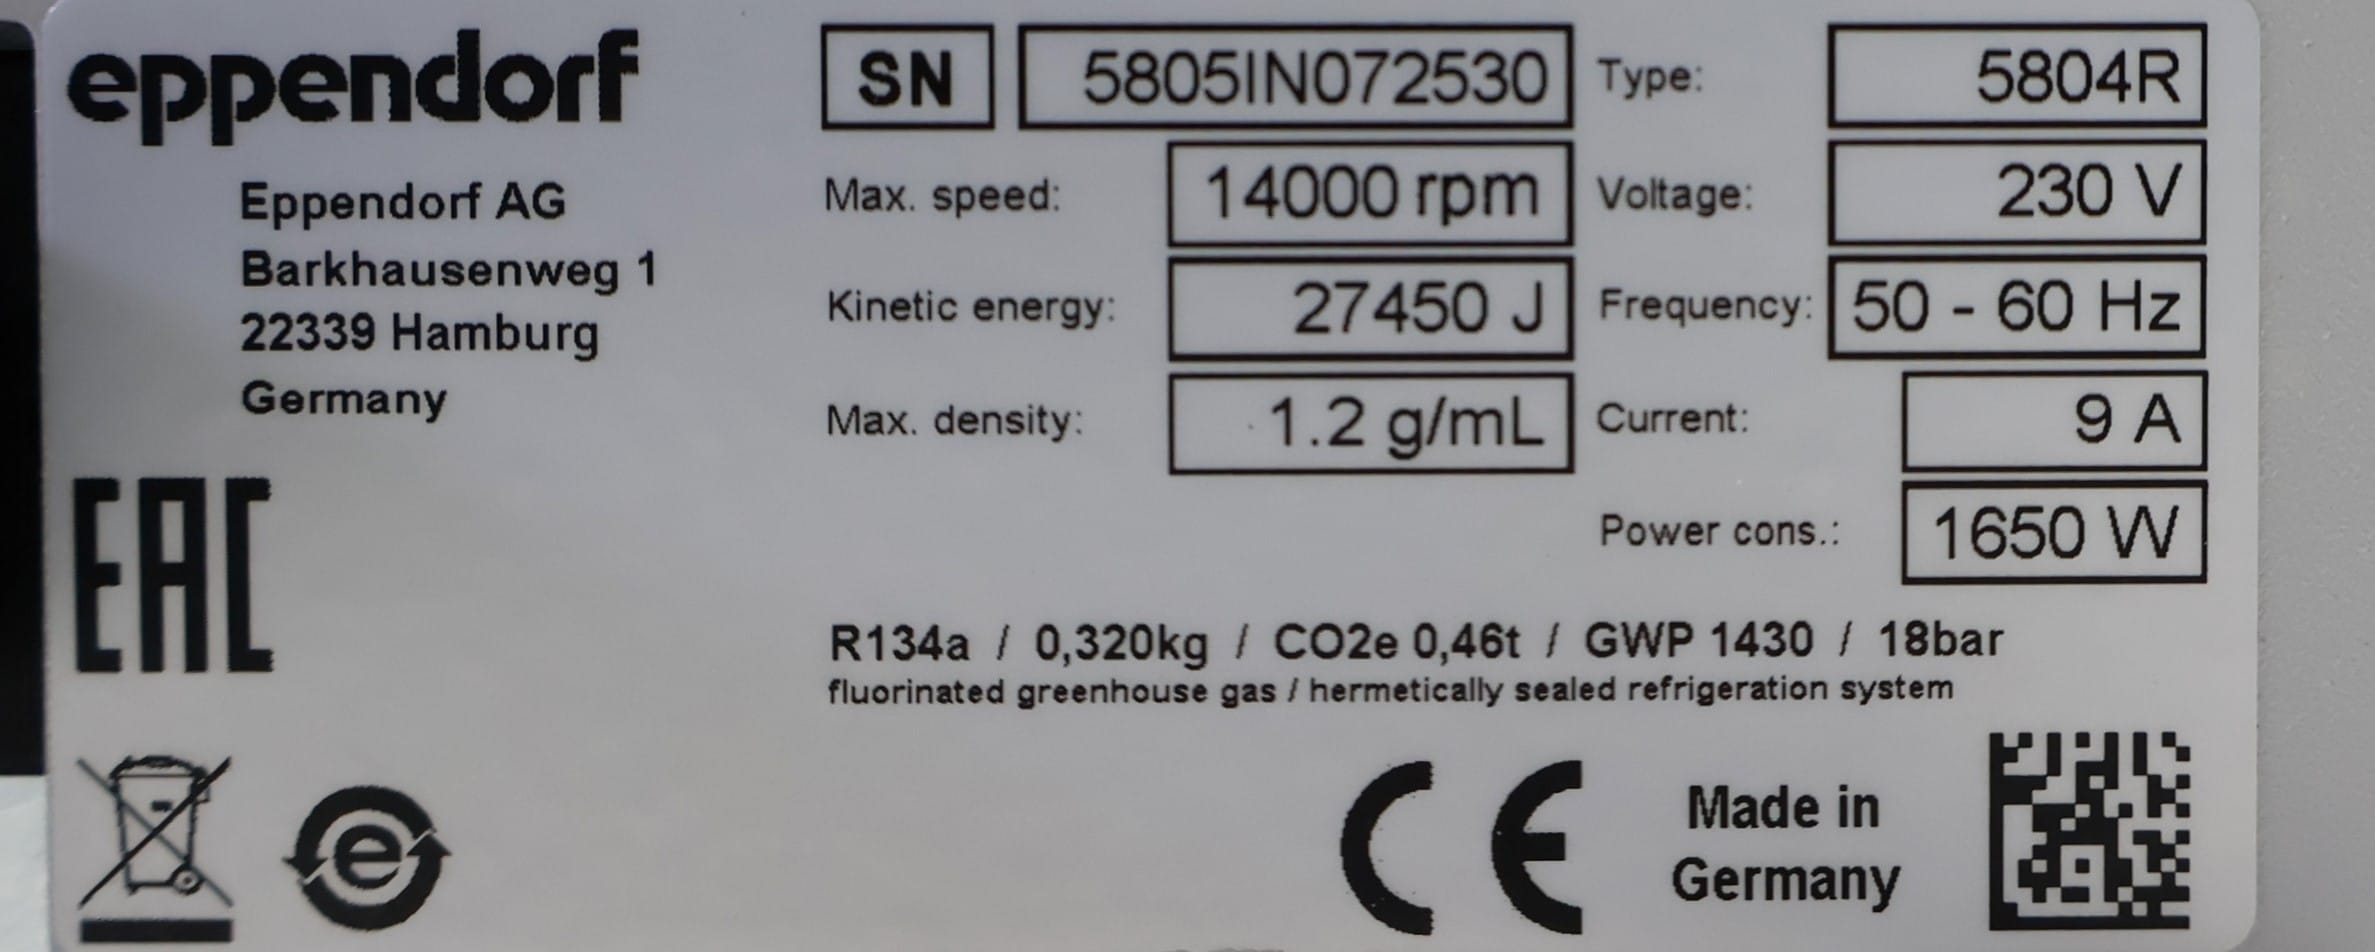 eppendorf
Eppendorf AG
Barkhausenweg 1
22339 Hamburg
Germany
EAC
SN 5805IN072530 Type: 5804R
Max. speed: 14000 rpm Voltage: 230 V
Kinetic energy: 27450 J Frequency: 50 - 60 Hz
Max. density: 1.2 g/mL Current: 9 A
Power cons.: 1650 W
R134a / 0,320kg / CO2e 0,46t / GWP 1430 / 18bar
fluorinated greenhouse gas / hermetically sealed refrigeration system
e
CE
Made in
Germany